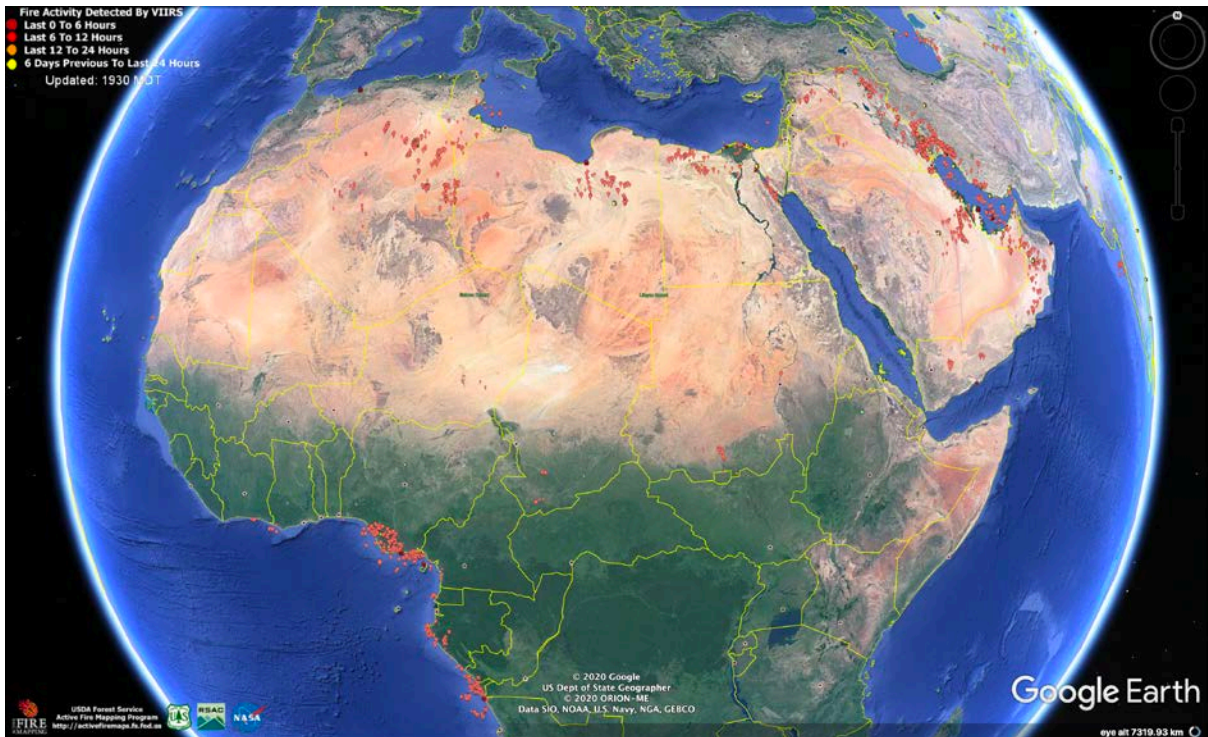 Fire Activity Detected By VIIRS
Last 0 To 6 Hours
Last 6 To 12 Hours
Last 12 To 24 Hours
6 Days Previous To Last 24 Hours
Updated: 1930 MDT
N
© 2020 Google
US Dept of State Geographer
© 2020 ORION-ME
Data SIO, NOAA, U.S. Navy, NGA, GEBCO
Google Earth
FIRE
MAPPING
USDA Forest Service
Active Fire Mapping Program
http://activefiremaps.fs.fed.us
RSAC
NASA
eye alt 7319.93 km